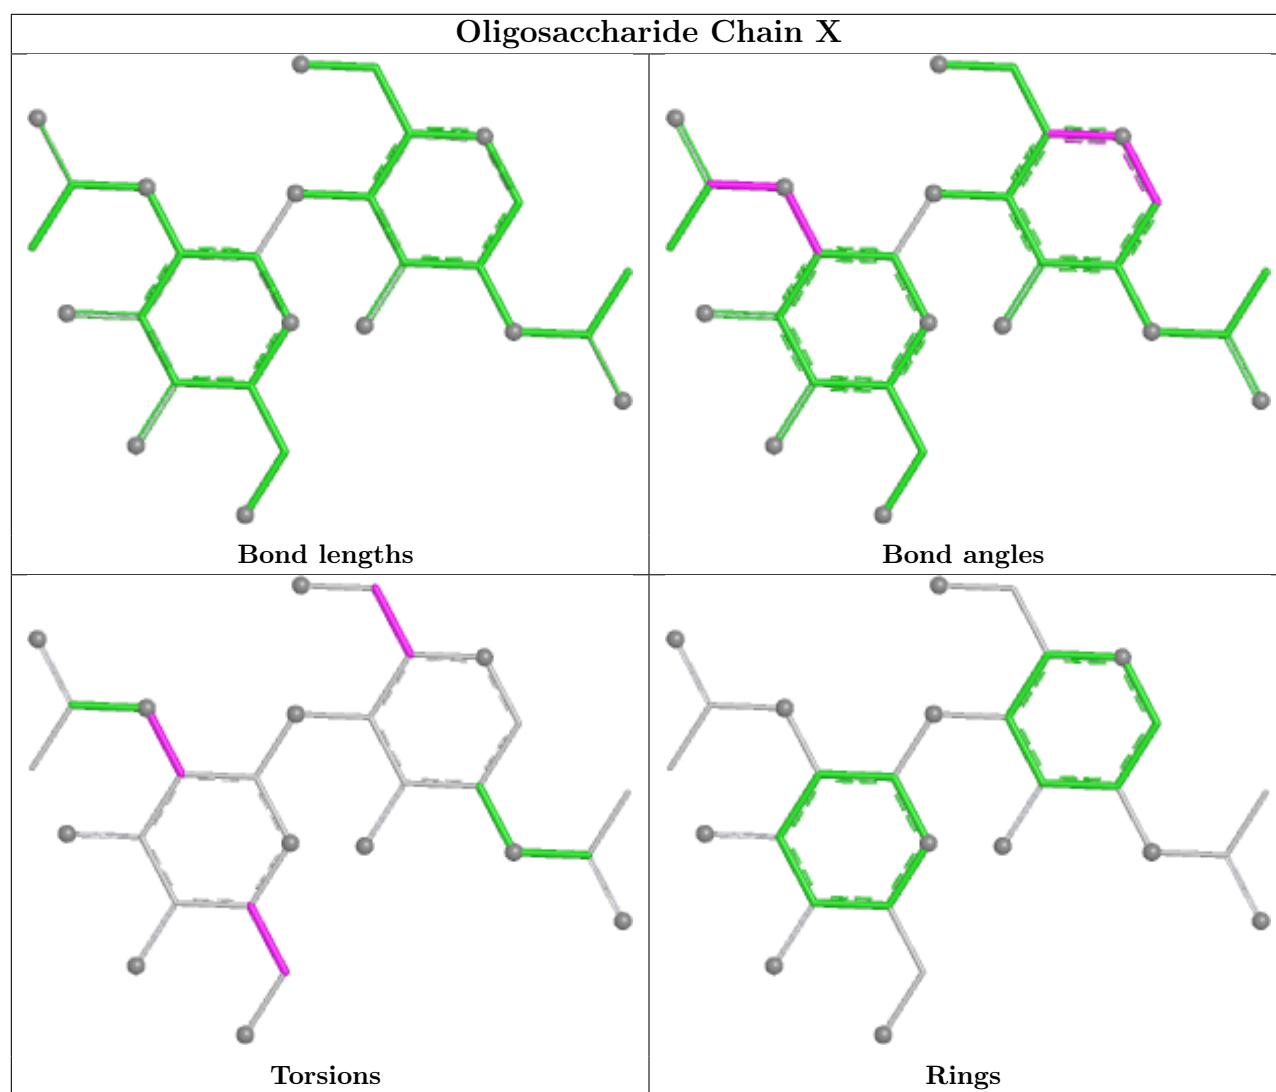 Oligosaccharide Chain X
Bond lengths
Bond angles
Torsions
Rings